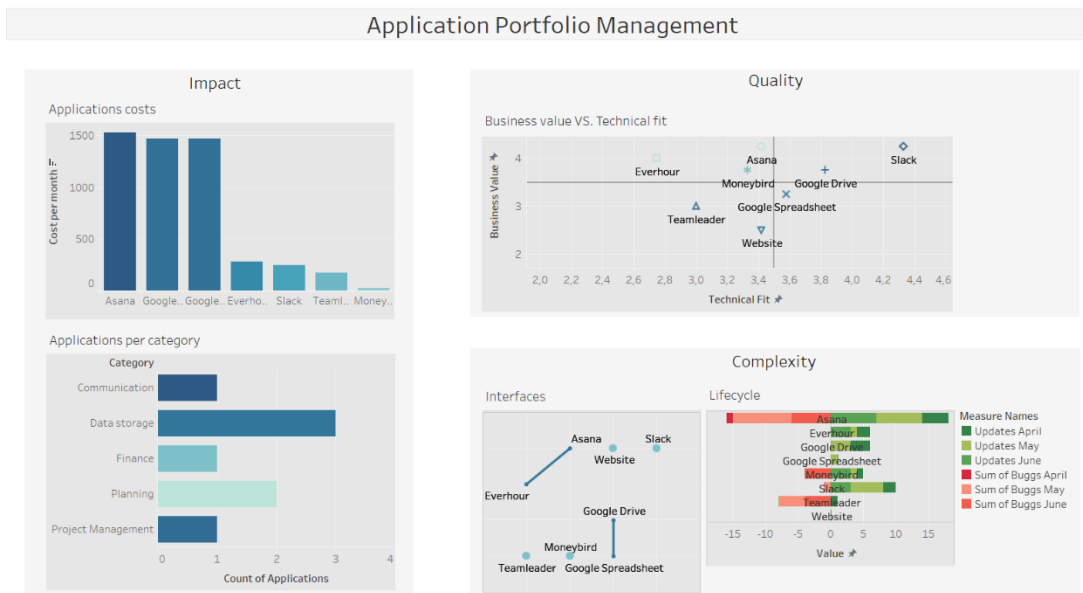 Application Portfolio Management
Impact
Applications costs
Cost per month
1500
1000
500
0
Asana Google.. Google.. Everho.. Slack Teaml.. Money..
Applications per category
Category
Communication
Data storage
Finance
Planning
Project Management
0 1 2 3 4
Count of Applications
Quality
Business value VS. Technical fit
Business Value
4
3
2
Everhour
Asana
Slack
Moneybird
Google Drive
Teamleader
Google Spreadsheet
Website
2,0 2,2 2,4 2,6 2,8 3,0 3,2 3,4 3,6 3,8 4,0 4,2 4,4 4,6
Technical Fit
Complexity
Interfaces
Asana
Slack
Website
Everhour
Google Drive
Moneybird
Teamleader
Google Spreadsheet
Lifecycle
Asana
Everhour
Google Drive
Google Spreadsheet
Moneybird
Slack
Teamleader
Website
-15 -10 -5 0 5 10 15
Value
Measure Names
Updates April
Updates May
Updates June
Sum of Buggs April
Sum of Buggs May
Sum of Buggs June